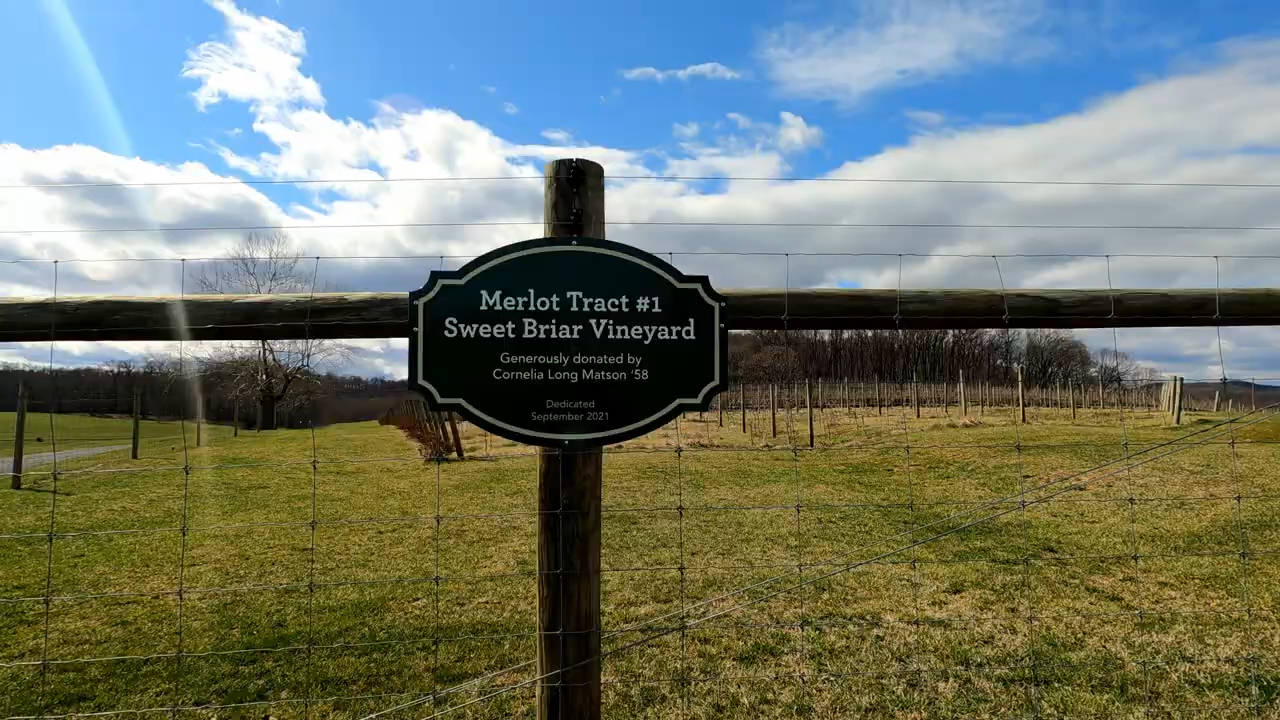 Merlot Tract #1
Sweet Briar Vineyard
Generously donated by
Cornelia Long Matson '58
Dedicated
September 2021